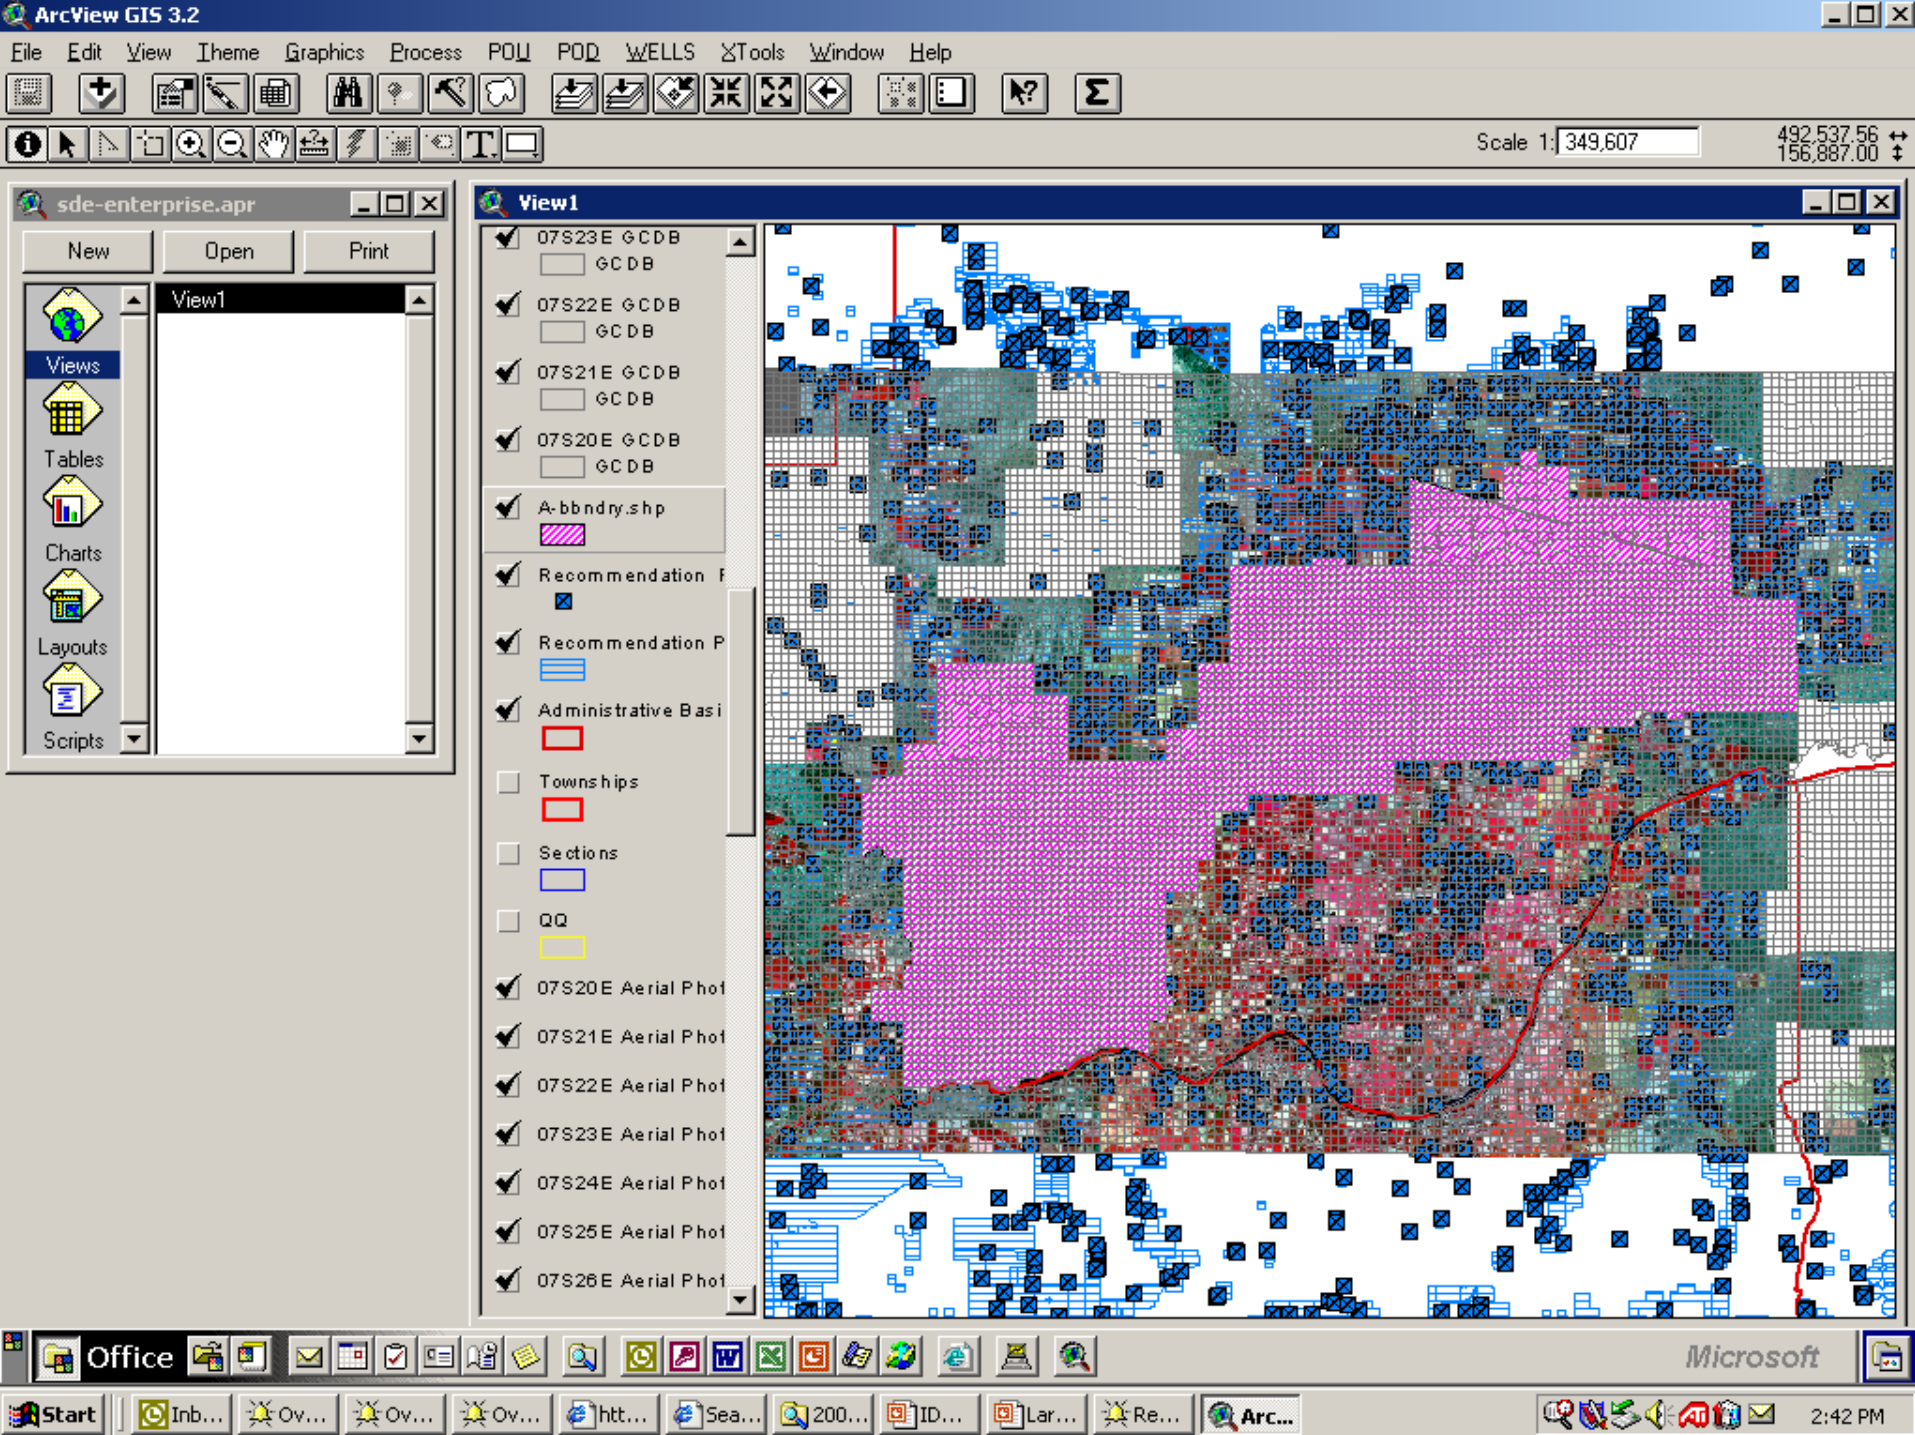 ArcView GIS 3.2
File Edit View Theme Graphics Process POU POD WELLS XTools Window Help
Scale 1: 349,607
492,537.56
156,887.00
sde-enterprise.apr
New Open Print
View1
Views
Tables
Charts
Layouts
Scripts
View1
07S23E GCDB
GCDB
07S22E GCDB
GCDB
07S21E GCDB
GCDB
07S20E GCDB
GCDB
A-bbndry.shp
Recommendation
Recommendation P
Administrative Basi
Townships
Sections
QQ
07S20E Aerial Phot
07S21E Aerial Phot
07S22E Aerial Phot
07S23E Aerial Phot
07S24E Aerial Phot
07S25E Aerial Phot
07S26E Aerial Phot
Office
Microsoft
Start Inb... Ov... Ov... Ov... htt... Sea... 200... ID... Lar... Re... Arc... 2:42 PM